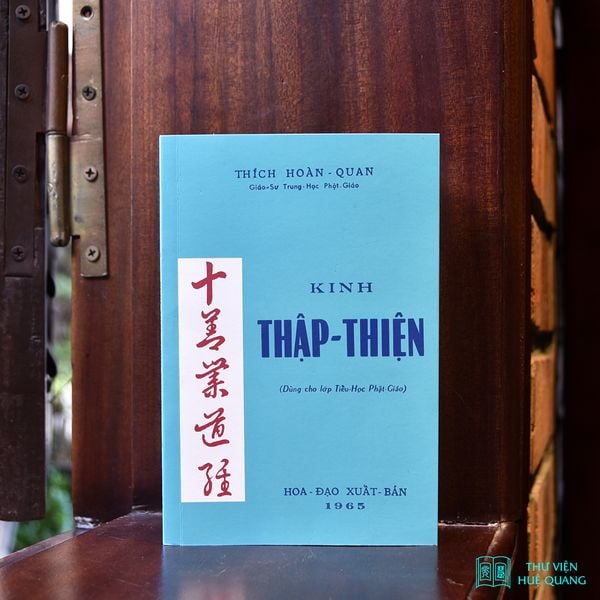 THÍCH HOÀN-QUAN
Giáo-Sư Trung-Học Phật-Giáo
十善業道經
KINH
THẬP-THIỆN
(Dùng cho lớp Tiểu-Học Phật-Giáo)
HOA-ĐẠO XUẤT-BẢN
1965
THƯ VIỆN
HUỆ QUANG